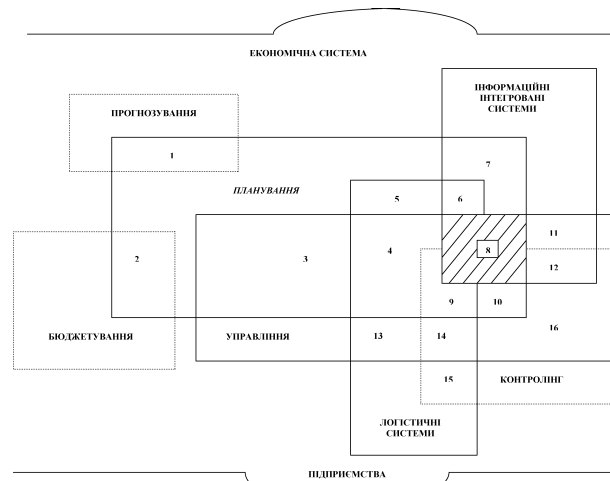 ЕКОНОМІЧНА СИСТЕМА
ІНФОРМАЦІЙНІ
ІНТЕГРОВАНІ
СИСТЕМИ
ПРОГНОЗУВАННЯ
1
7
ПЛАНУВАННЯ
5
6
11
2
3
4
8
12
9
10
БЮДЖЕТУВАННЯ
УПРАВЛІННЯ
13
14
16
15
КОНТРОЛІНГ
ЛОГІСТИЧНІ
СИСТЕМИ
ПІДПРИЄМСТВА